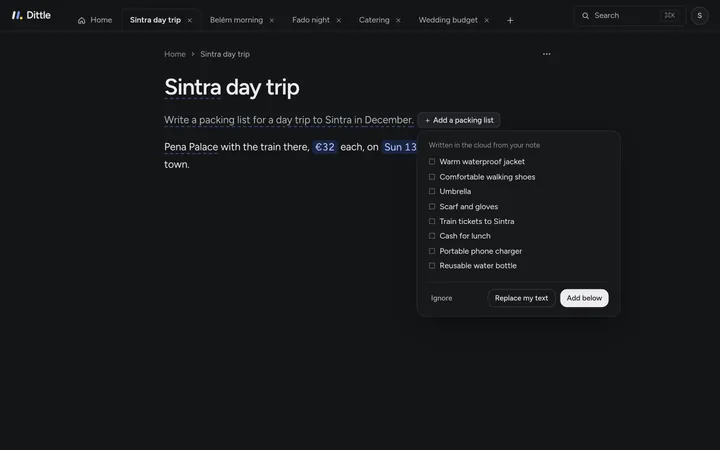 Dittle
Home
Sintra day trip
Belém morning
Fado night
Catering
Wedding budget
Search
⌘K
S
Home > Sintra day trip
Sintra day trip
Write a packing list for a day trip to Sintra in December.
+ Add a packing list
Pena Palace with the train there, €32 each, on Sun 13
town.
Written in the cloud from your note
Warm waterproof jacket
Comfortable walking shoes
Umbrella
Scarf and gloves
Train tickets to Sintra
Cash for lunch
Portable phone charger
Reusable water bottle
Ignore
Replace my text
Add below